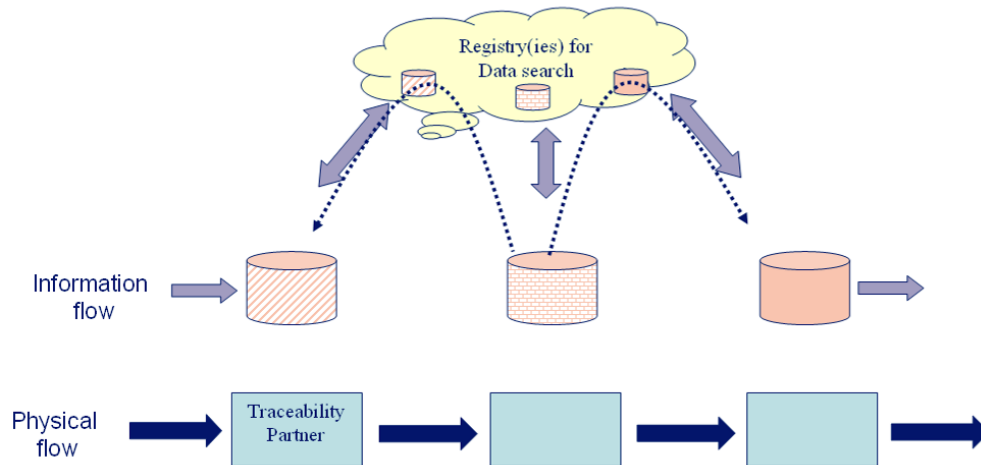 Registry(ies) for
Data search
Information
flow
Physical
flow
Traceability
Partner